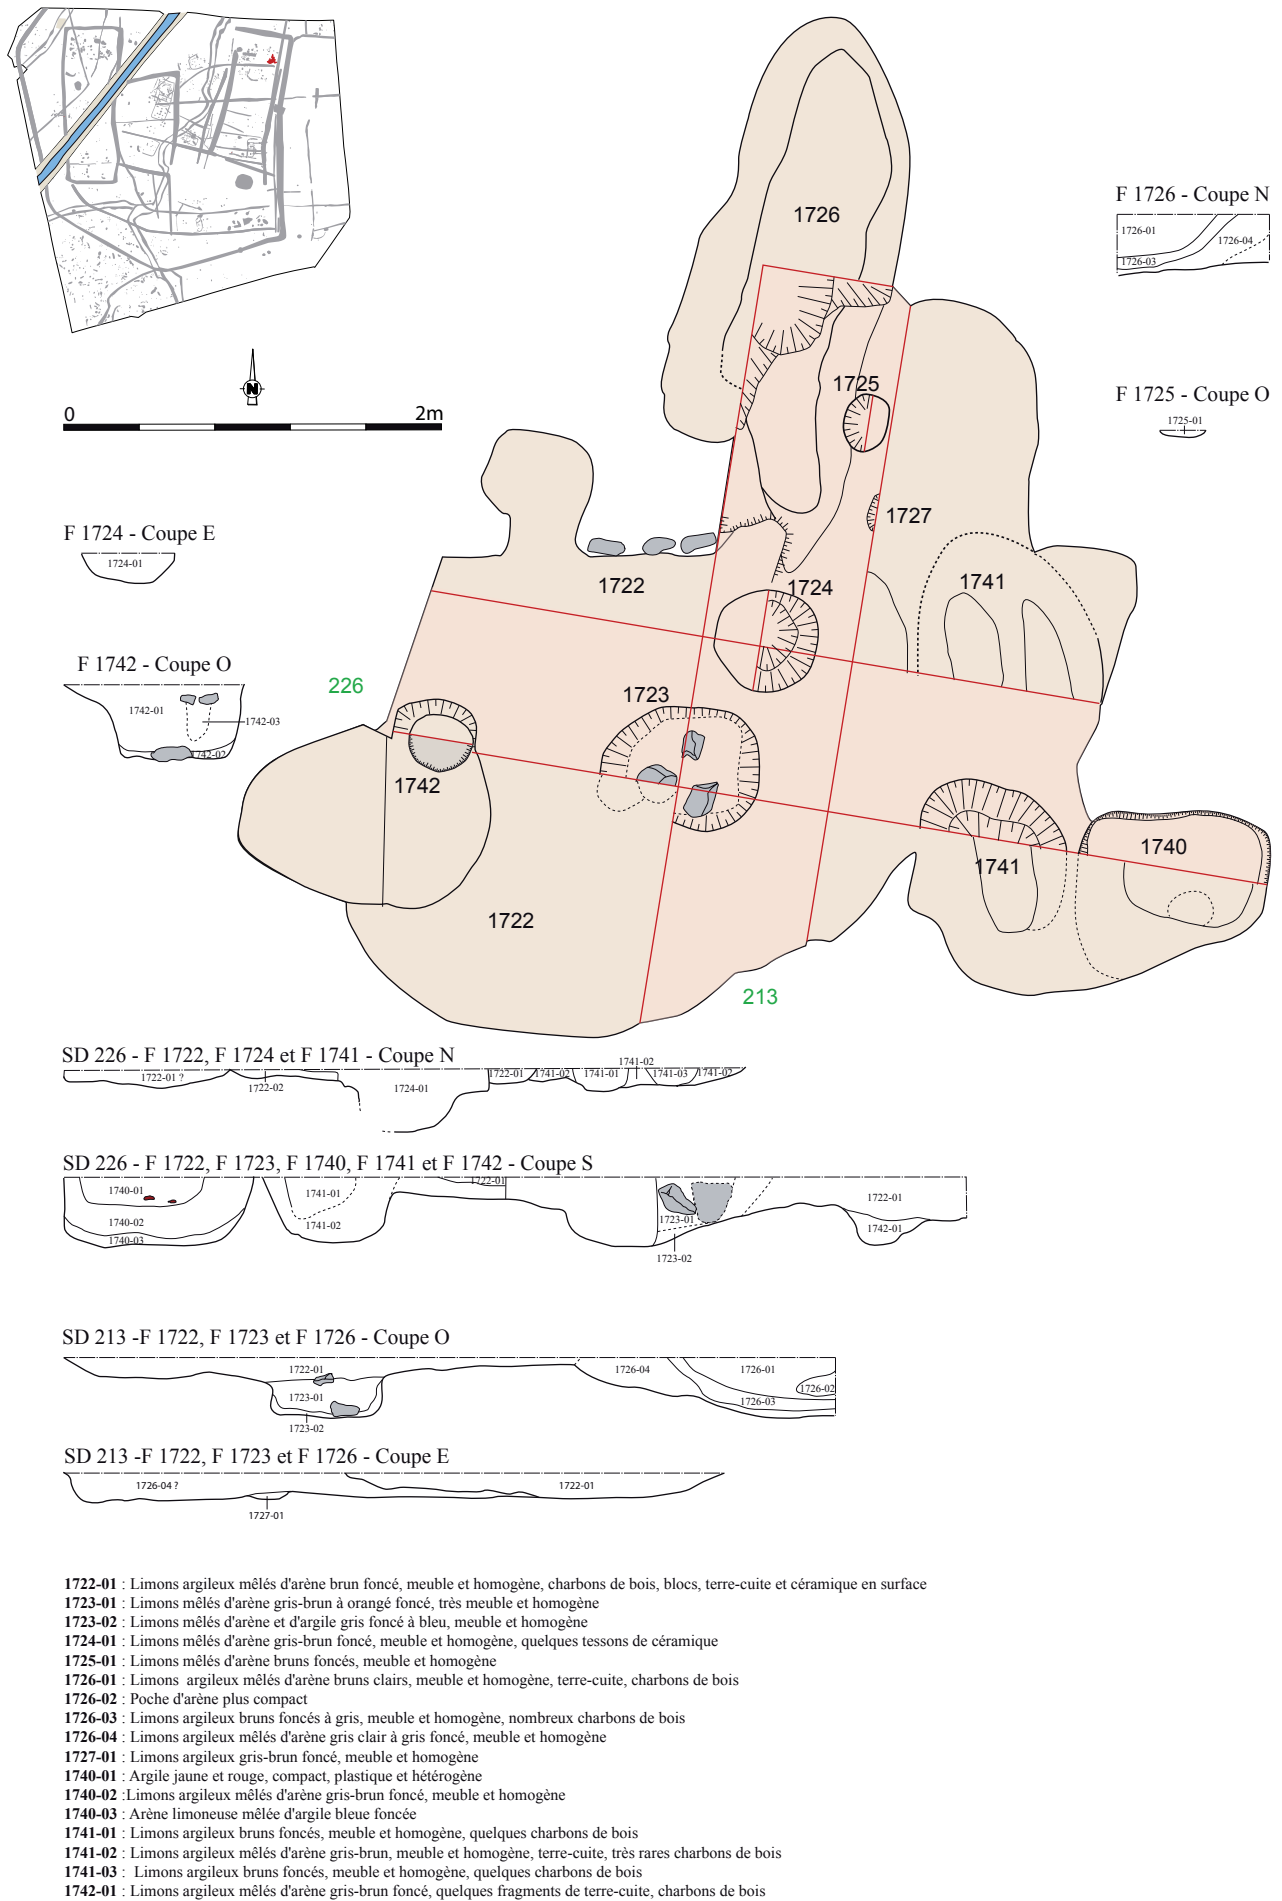 1726
F 1726 - Coupe N
1726-01
1726-04
1726-03
N
0 2m
1725
F 1725 - Coupe O
1725-01
1727
F 1724 - Coupe E
1724-01
1722
1724
1741
F 1742 - Coupe O
1742-01
1742-03
1742-02
226
1723
1742
1741
1740
1722
213
SD 226 - F 1722, F 1724 et F 1741 - Coupe N
1722-01 ?
1722-02
1724-01
1722-01
1741-02
1741-01
1741-02
1741-03
1741-02
SD 226 - F 1722, F 1723, F 1740, F 1741 et F 1742 - Coupe S
1740-01
1740-02
1740-03
1741-01
1741-02
1722-01
1723-01
1723-02
1722-01
1742-01
SD 213 -F 1722, F 1723 et F 1726 - Coupe O
1722-01
1723-01
1723-02
1726-04
1726-01
1726-02
1726-03
SD 213 -F 1722, F 1723 et F 1726 - Coupe E
1726-04 ?
1727-01
1722-01
1722-01 : Limons argileux mêlés d'arène brun foncé, meuble et homogène, charbons de bois, blocs, terre-cuite et céramique en surface
1723-01 : Limons mêlés d'arène gris-brun à orangé foncé, très meuble et homogène
1723-02 : Limons mêlés d'arène et d'argile gris foncé à bleu, meuble et homogène
1724-01 : Limons mêlés d'arène gris-brun foncé, meuble et homogène, quelques tessons de céramique
1725-01 : Limons mêlés d'arène bruns foncés, meuble et homogène
1726-01 : Limons argileux mêlés d'arène bruns clairs, meuble et homogène, terre-cuite, charbons de bois
1726-02 : Poche d'arène plus compact
1726-03 : Limons argileux bruns foncés à gris, meuble et homogène, nombreux charbons de bois
1726-04 : Limons argileux mêlés d'arène gris clair à gris foncé, meuble et homogène
1727-01 : Limons argileux gris-brun foncé, meuble et homogène
1740-01 : Argile jaune et rouge, compact, plastique et hétérogène
1740-02 :Limons argileux mêlés d'arène gris-brun foncé, meuble et homogène
1740-03 : Arène limoneuse mêlée d'argile bleue foncée
1741-01 : Limons argileux bruns foncés, meuble et homogène, quelques charbons de bois
1741-02 : Limons argileux mêlés d'arène gris-brun, meuble et homogène, terre-cuite, très rares charbons de bois
1741-03 : Limons argileux bruns foncés, meuble et homogène, quelques charbons de bois
1742-01 : Limons argileux mêlés d'arène gris-brun foncé, quelques fragments de terre-cuite, charbons de bois